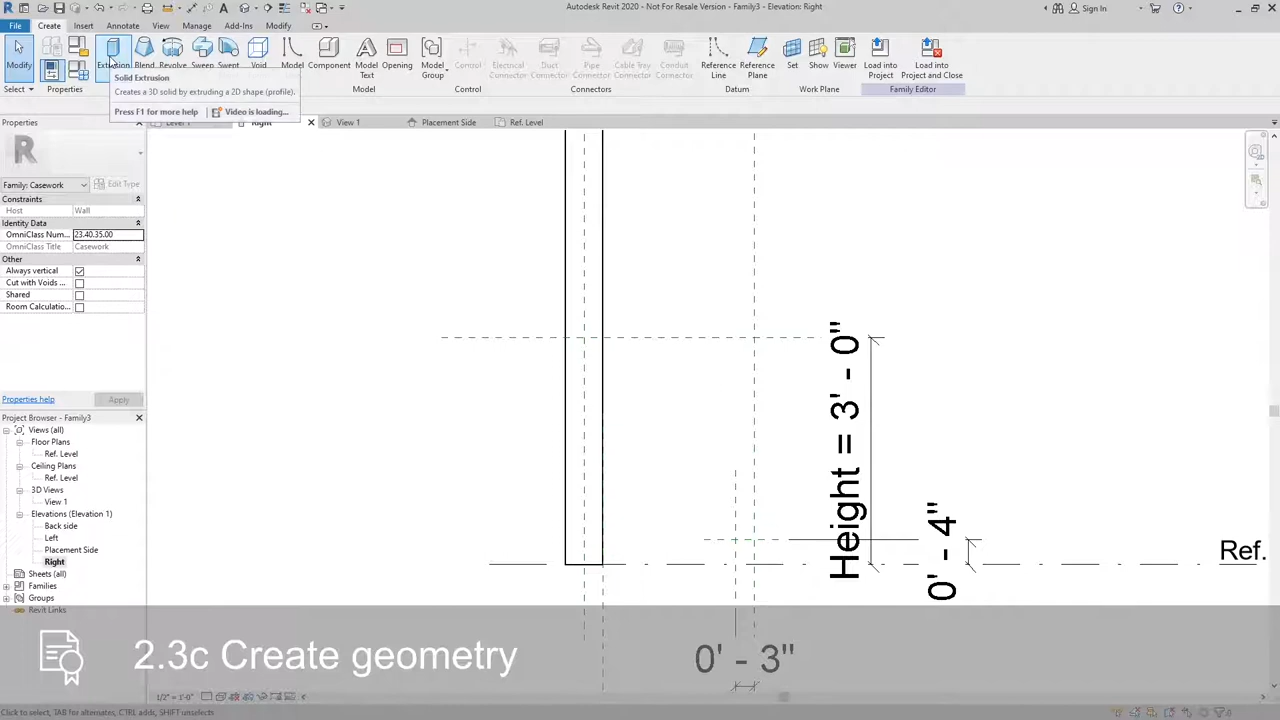 Autodesk Revit 2020 - Not For Resale Version - Family3 - Elevation: Right
Sign In
File Create Insert Annotate View Manage Add-Ins Modify
Modify Extrusion Blend Revolve Sweep Swept Void Model Component Model Text Opening Model Group Control Electrical Connector Duct Connector Pipe Connector Cable Tray Connector Conduit Connector Reference Line Reference Plane Set Show Viewer Load into Project Load into Project and Close
Select Properties Model Control Connectors Datum Work Plane Family Editor
Solid Extrusion
Creates a 3D solid by extruding a 2D shape (profile).
Press F1 for more help Video is loading...
Properties Right View 1 Placement Side Ref. Level
R
Family: Casework Edit Type
Constraints
Host Wall
Identity Data
OmniClass Num... 23.40.35.00
OmniClass Title Casework
Other
Always vertical
Cut with Voids ...
Shared
Room Calculatio...
Properties help Apply
Project Browser - Family3
Views (all)
Floor Plans
Ref. Level
Ceiling Plans
Ref. Level
3D Views
View 1
Elevations (Elevation 1)
Back side
Left
Placement Side
Right
Sheets (all)
Families
Groups
Revit Links
Height = 3' - 0"
0' - 4"
Ref.
0' - 3"
2.3c Create geometry
1/2" = 1'-0"
Click to select, TAB for alternates, CTRL adds, SHIFT unselects
:0